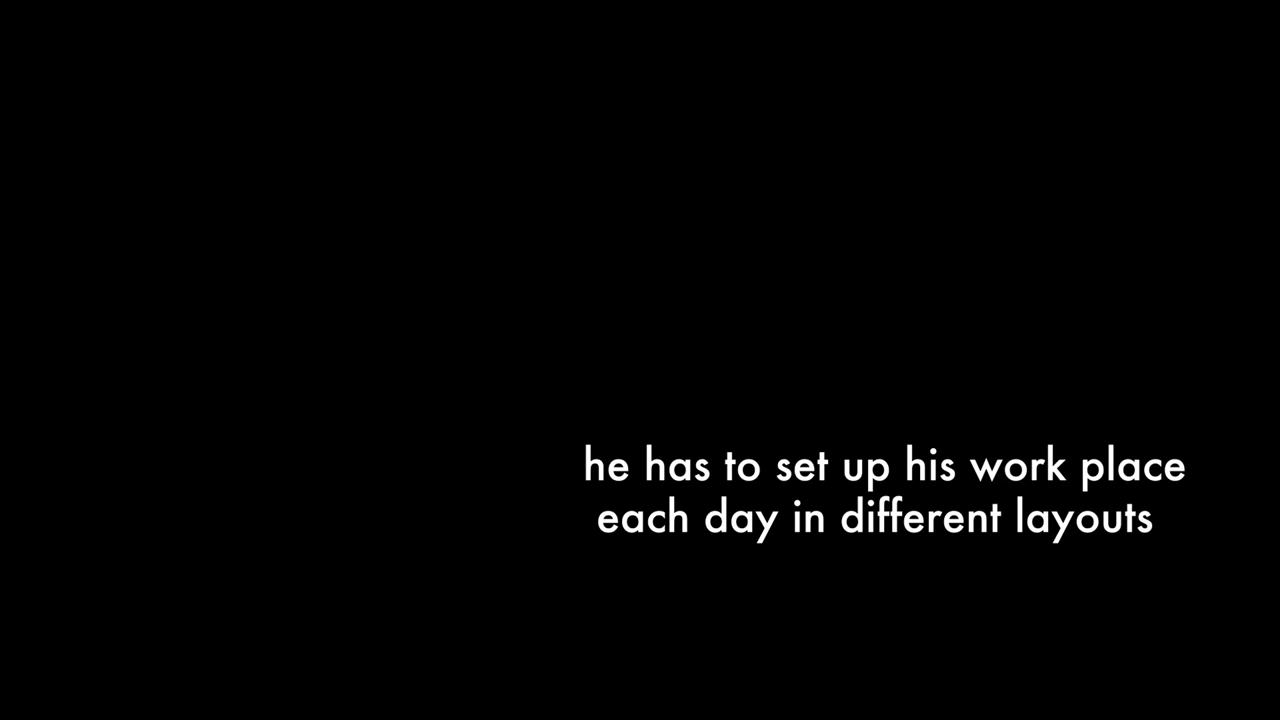 he has to set up his work place
each day in different layouts